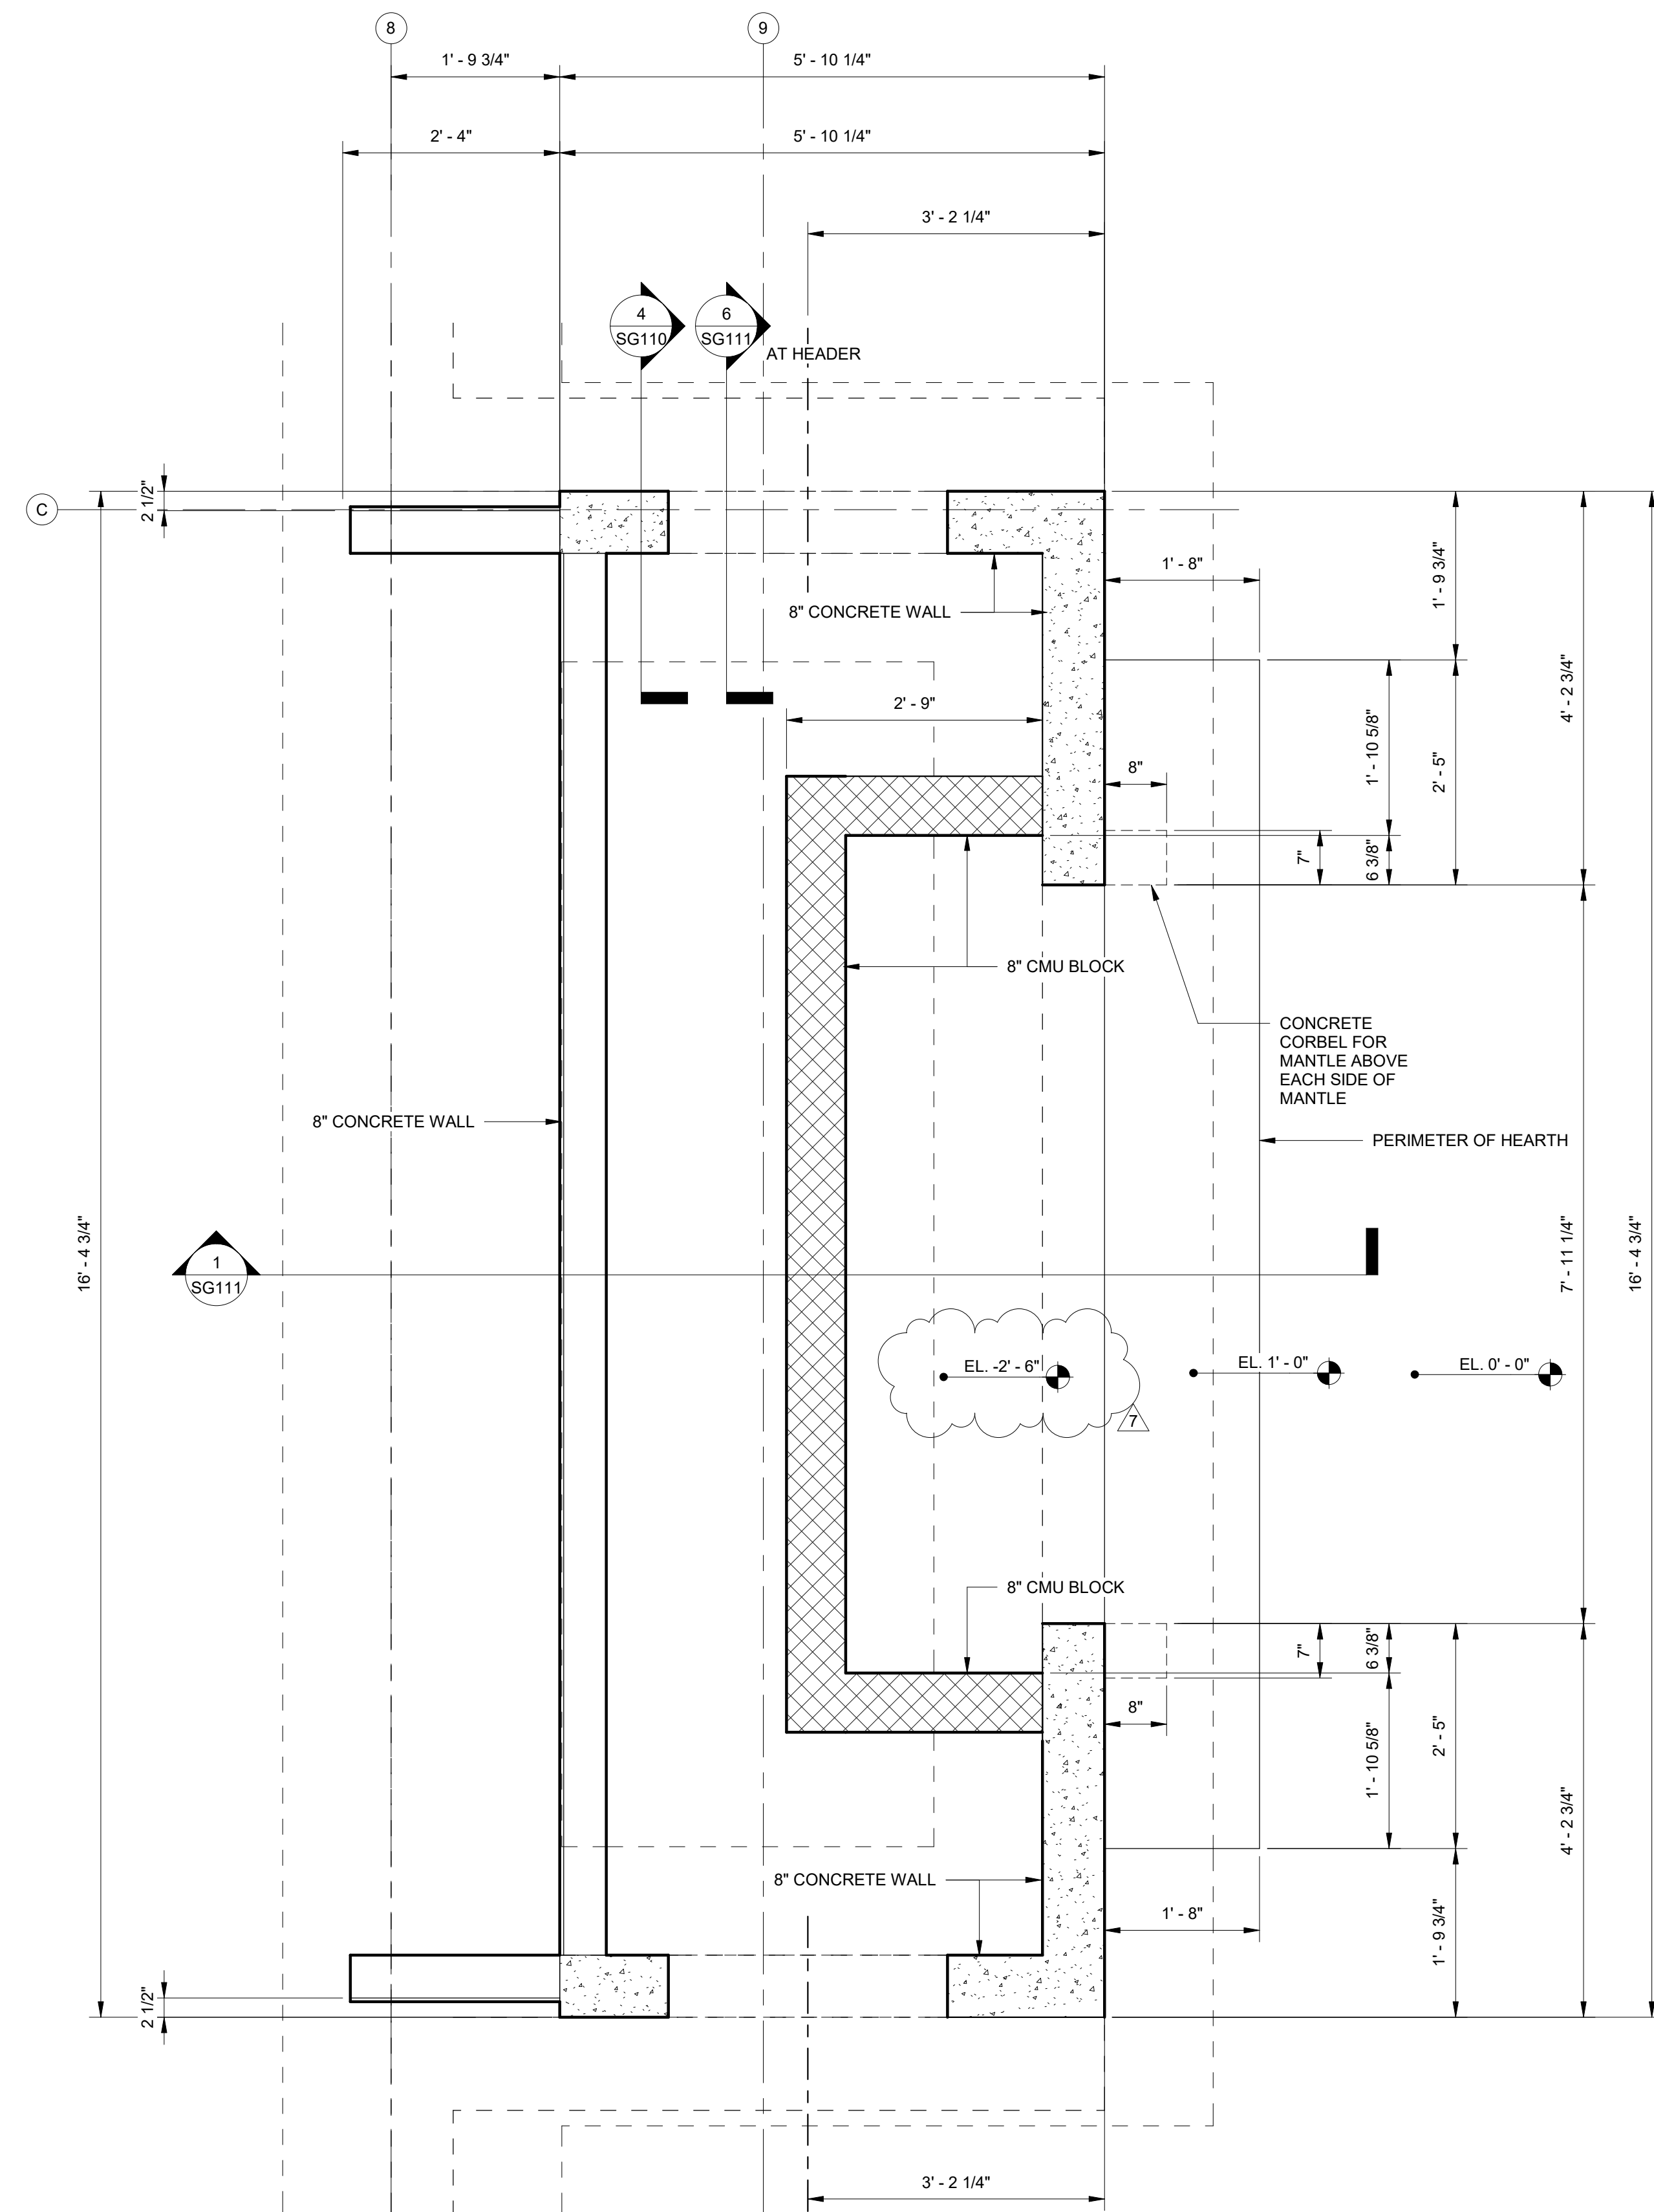 8
9
1' - 9 3/4"
5' - 10 1/4"
2' - 4"
5' - 10 1/4"
3' - 2 1/4"
4
SG110
6
SG111
AT HEADER
C
2 1/2"
1' - 8"
1' - 9 3/4"
8" CONCRETE WALL
4' - 2 3/4"
2' - 9"
1' - 10 5/8"
2' - 5"
8"
7"
6 3/8"
8" CMU BLOCK
CONCRETE
CORBEL FOR
MANTLE ABOVE
EACH SIDE OF
MANTLE
8" CONCRETE WALL
PERIMETER OF HEARTH
16' - 4 3/4"
1
SG111
7' - 11 1/4"
16' - 4 3/4"
EL. -2' - 6"
EL. 1' - 0"
EL. 0' - 0"
7
8" CMU BLOCK
7"
6 3/8"
8"
1' - 10 5/8"
2' - 5"
4' - 2 3/4"
8" CONCRETE WALL
1' - 8"
1' - 9 3/4"
2 1/2"
3' - 2 1/4"